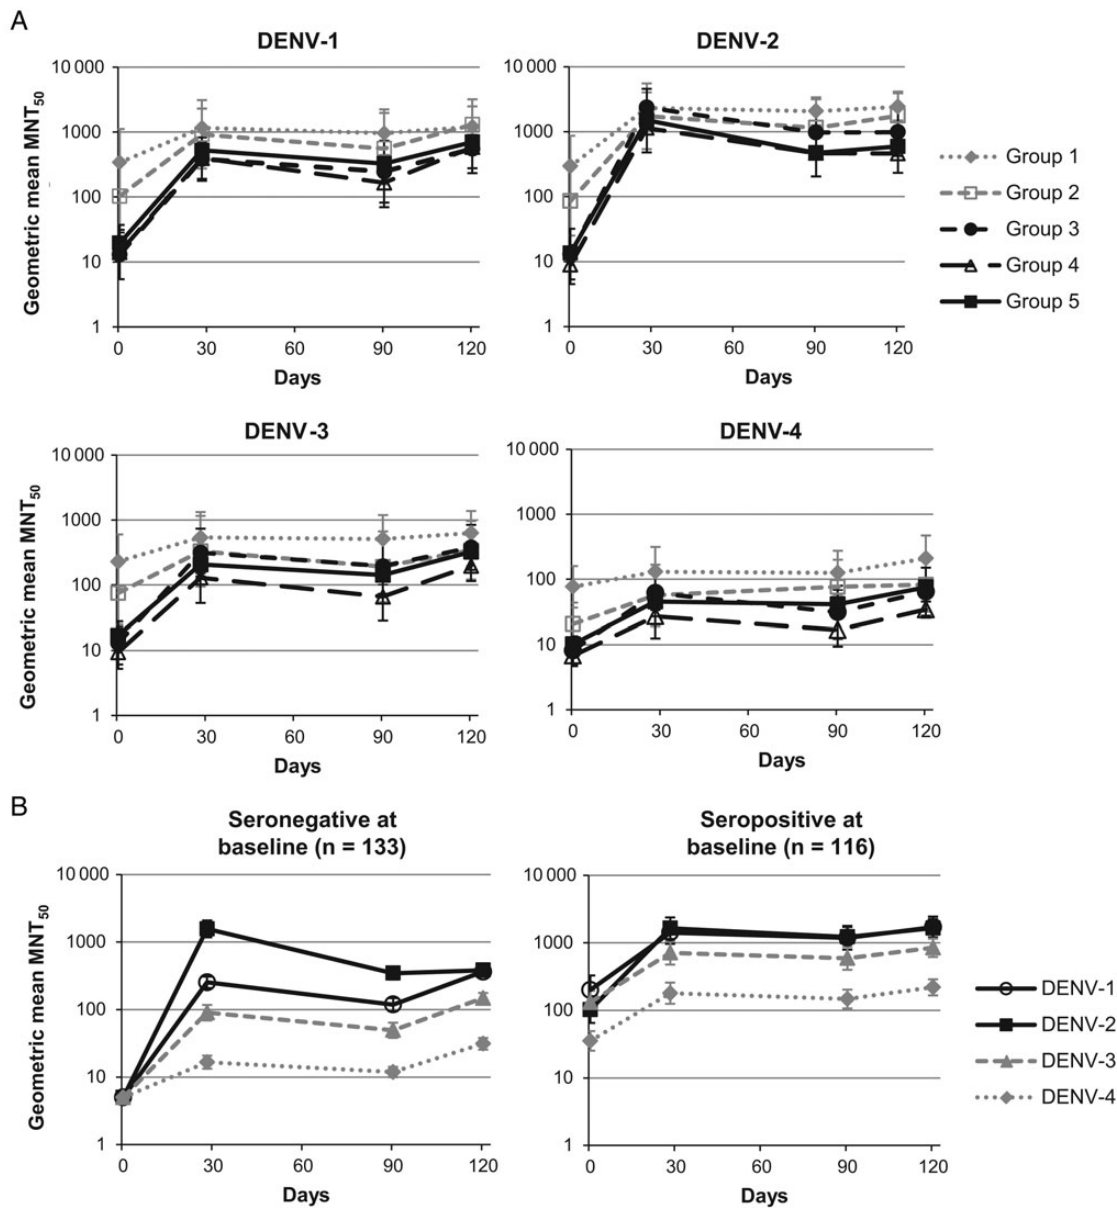 A
DENV-1
Geometric mean MNT50
10 000
1000
100
10
1
0 30 60 90 120
Days
DENV-2
10 000
1000
100
10
1
0 30 60 90 120
Days
Group 1
Group 2
Group 3
Group 4
Group 5
DENV-3
Geometric mean MNT50
10 000
1000
100
10
1
0 30 60 90 120
Days
DENV-4
10 000
1000
100
10
1
0 30 60 90 120
Days
B
Seronegative at
baseline (n = 133)
Geometric mean MNT50
10 000
1000
100
10
1
0 30 60 90 120
Days
Seropositive at
baseline (n = 116)
10 000
1000
100
10
1
0 30 60 90 120
Days
DENV-1
DENV-2
DENV-3
DENV-4